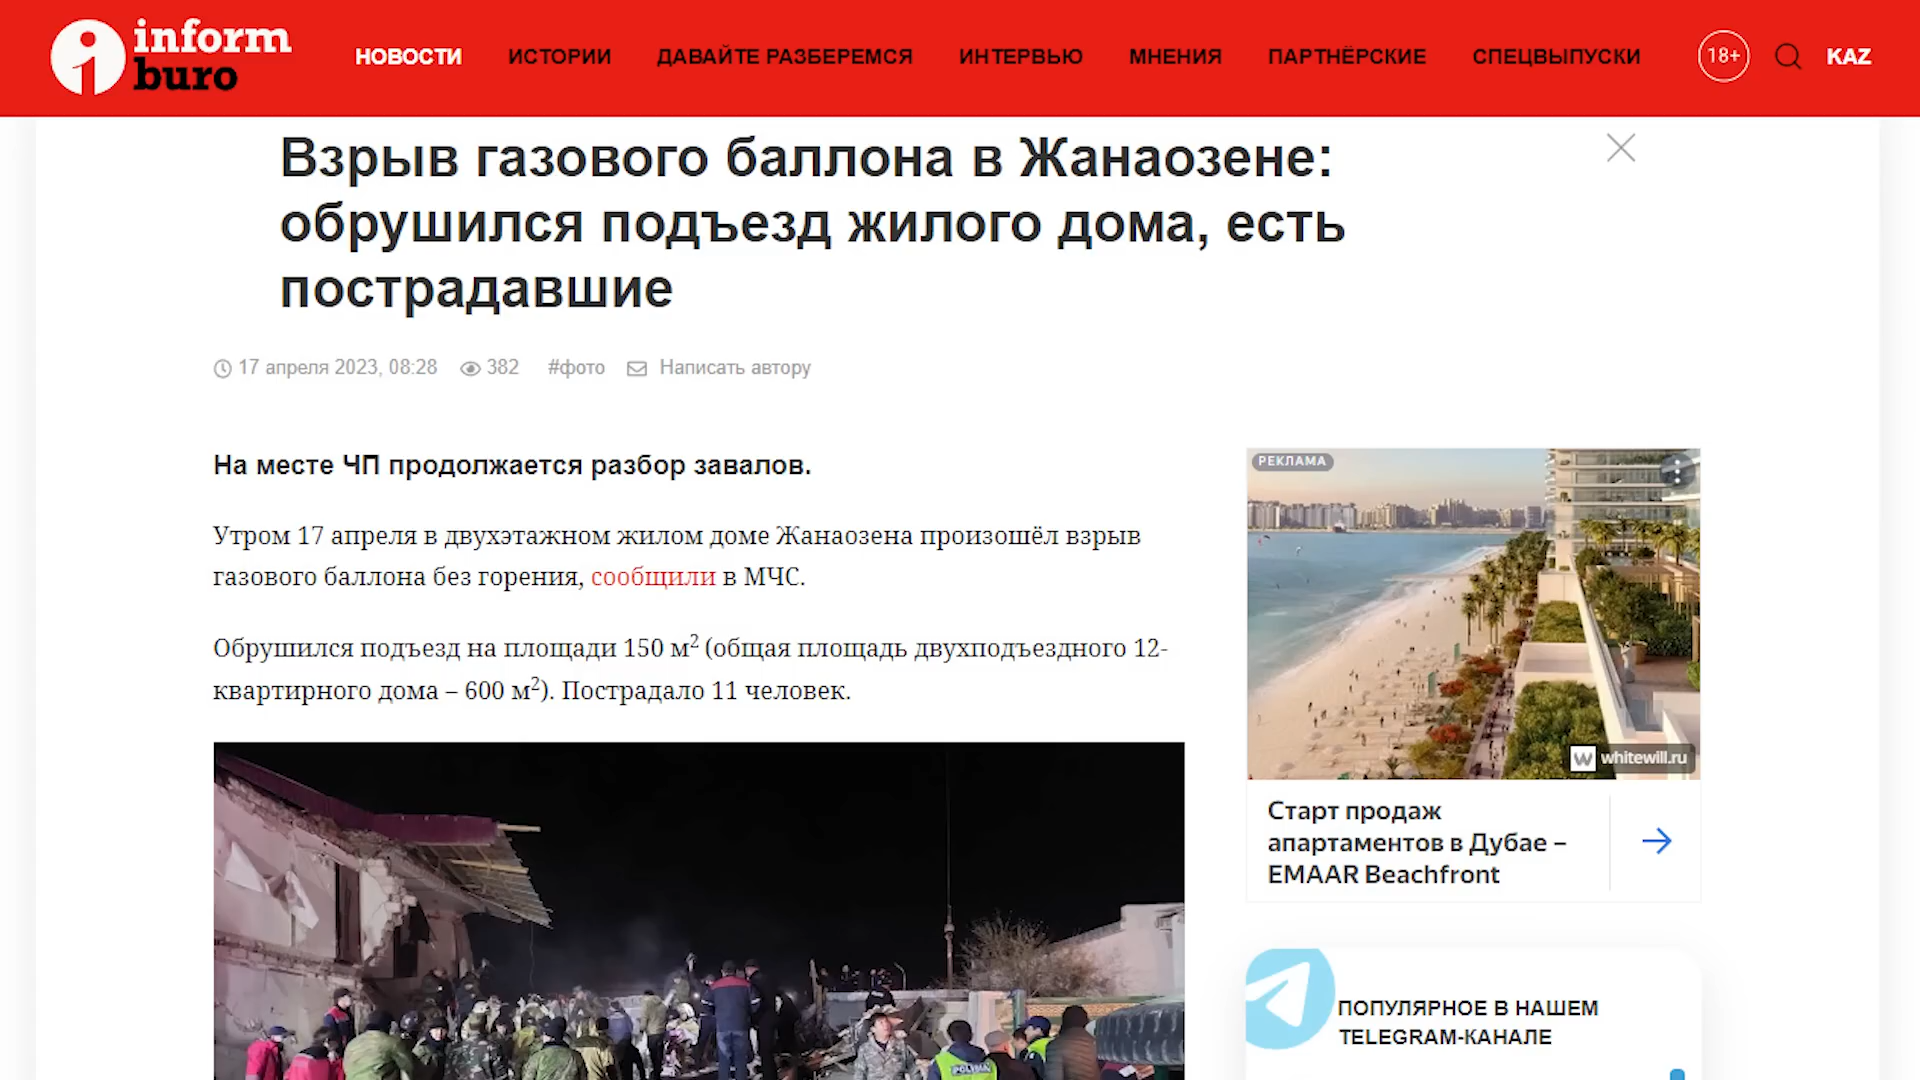 inform
buro
НОВОСТИ
ИСТОРИИ
ДАВАЙТЕ РАЗБЕРЕМСЯ
ИНТЕРВЬЮ
МНЕНИЯ
ПАРТНЁРСКИЕ
СПЕЦВЫПУСКИ
18+
KAZ
Взрыв газового баллона в Жанаозене:
обрушился подъезд жилого дома, есть
пострадавшие
17 апреля 2023, 08:28
382
#фото
Написать автору
На месте ЧП продолжается разбор завалов.
Утром 17 апреля в двухэтажном жилом доме Жанаозена произошёл взрыв
газового баллона без горения, сообщили в МЧС.
Обрушился подъезд на площади 150 м² (общая площадь двухподъездного 12-
квартирного дома – 600 м²). Пострадало 11 человек.
РЕКЛАМА
whitewill.ru
Старт продаж
апартаментов в Дубае –
EMAAR Beachfront
ПОПУЛЯРНОЕ В НАШЕМ
TELEGRAM-КАНАЛЕ